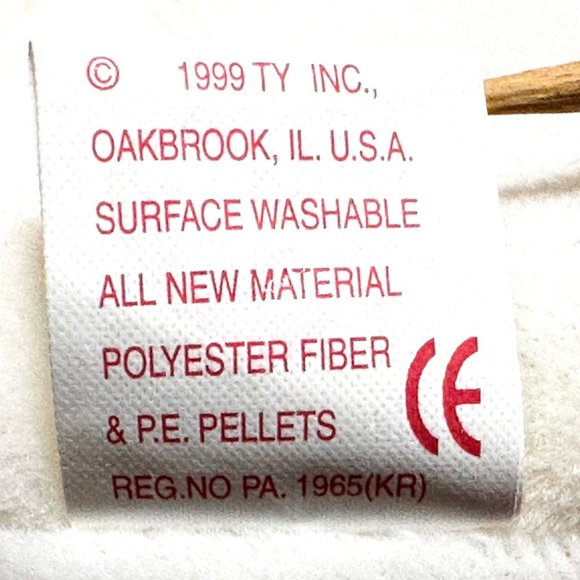 © 1999 TY INC.,
OAKBROOK, IL. U.S.A.
SURFACE WASHABLE
ALL NEW MATERIAL
POLYESTER FIBER
& P.E. PELLETS
CE
REG.NO PA. 1965(KR)